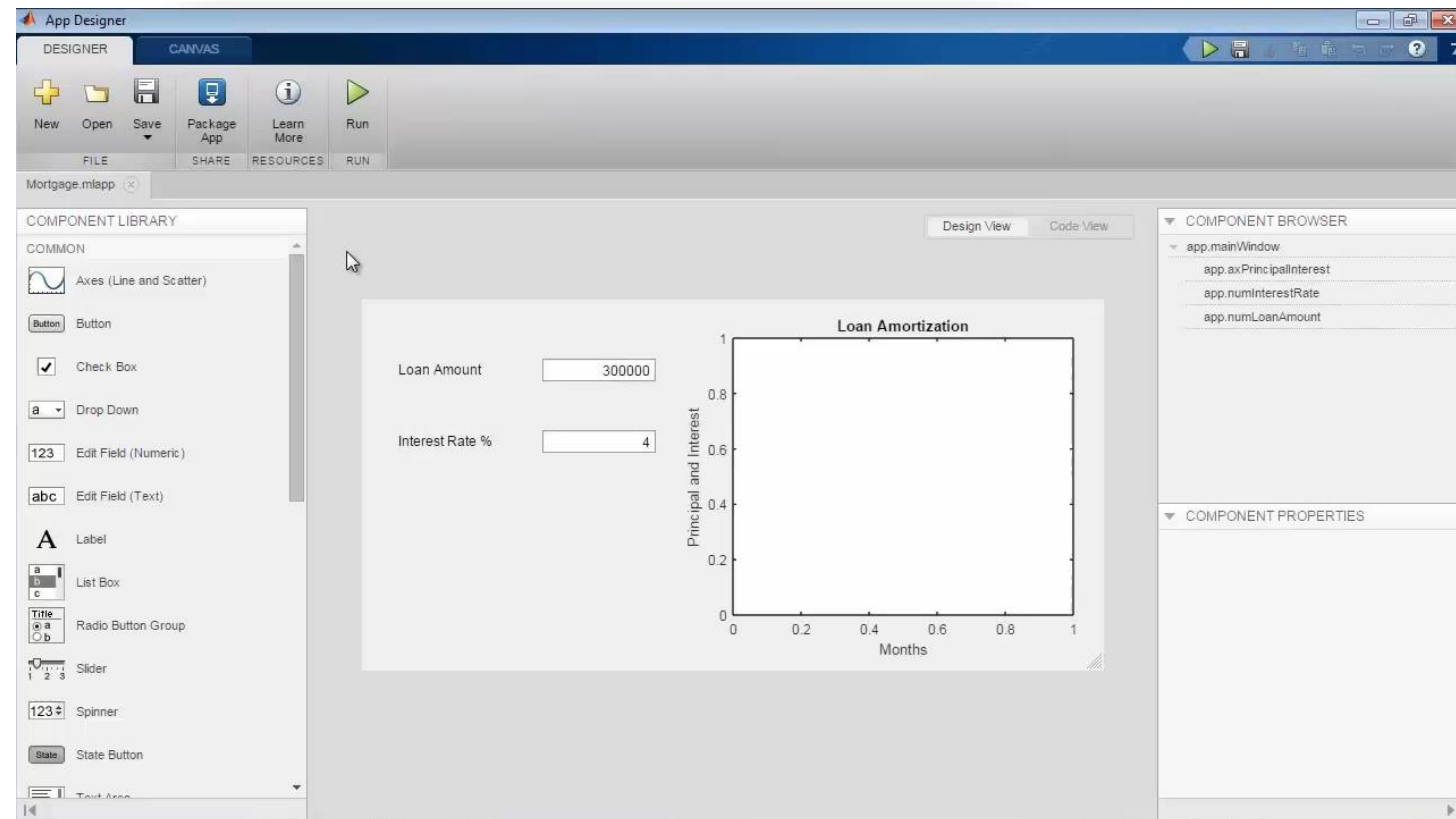 App Designer
DESIGNER CANVAS
New Open Save Package App Learn More Run
FILE SHARE RESOURCES RUN
Mortgage.mlapp
COMPONENT LIBRARY
COMMON
Axes (Line and Scatter)
Button Button
Check Box
a Drop Down
123 Edit Field (Numeric)
abc Edit Field (Text)
A Label
a
b List Box
c
Title
a Radio Button Group
b
1 2 3 Slider
123 Spinner
State State Button
Text Area
Design View Code View
Loan Amount 300000
Interest Rate % 4
Loan Amortization
Principal and Interest
1
0.8
0.6
0.4
0.2
0
0 0.2 0.4 0.6 0.8 1
Months
COMPONENT BROWSER
app.mainWindow
app.axPrincipalInterest
app.numInterestRate
app.numLoanAmount
COMPONENT PROPERTIES